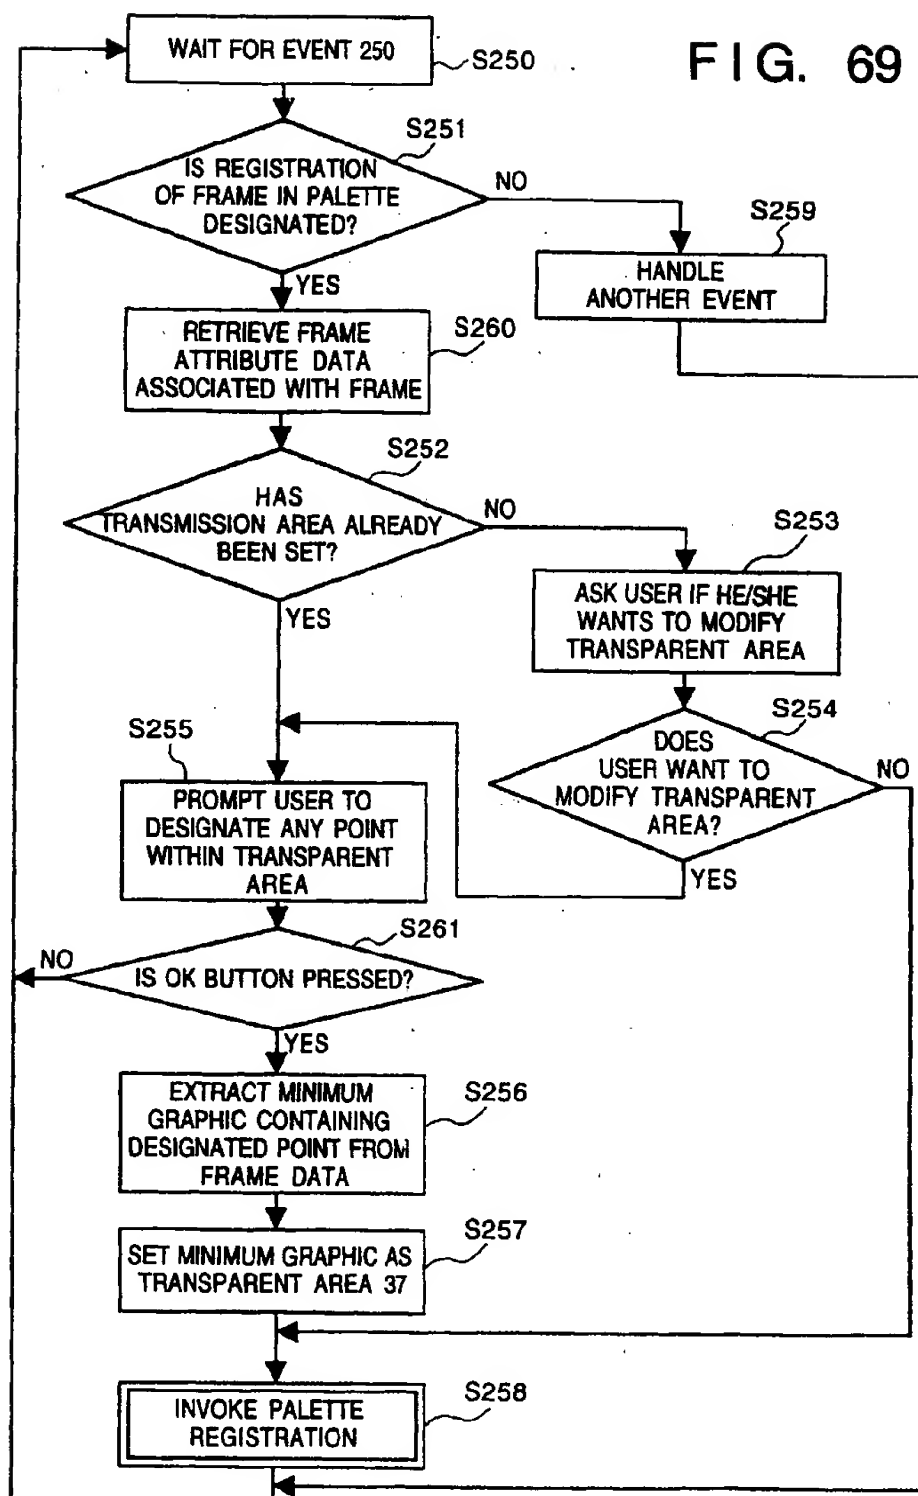 FIG. 69
WAIT FOR EVENT 250
S250
S251
IS REGISTRATION
OF FRAME IN PALETTE
DESIGNATED?
NO
YES
S259
HANDLE
ANOTHER EVENT
RETRIEVE FRAME
ATTRIBUTE DATA
ASSOCIATED WITH FRAME
S260
S252
HAS
TRANSMISSION AREA ALREADY
BEEN SET?
NO
YES
S253
ASK USER IF HE/SHE
WANTS TO MODIFY
TRANSPARENT AREA
S254
DOES
USER WANT TO
MODIFY TRANSPARENT
AREA?
NO
YES
S255
PROMPT USER TO
DESIGNATE ANY POINT
WITHIN TRANSPARENT
AREA
S261
IS OK BUTTON PRESSED?
NO
YES
EXTRACT MINIMUM
GRAPHIC CONTAINING
DESIGNATED POINT FROM
FRAME DATA
S256
SET MINIMUM GRAPHIC AS
TRANSPARENT AREA 37
S257
INVOKE PALETTE
REGISTRATION
S258